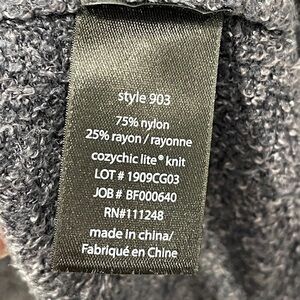 style 903
75% nylon
25% rayon / rayonne
cozychic lite® knit
LOT # 1909CG03
JOB # BF000640
RN#111248
made in china/
Fabriqué en Chine